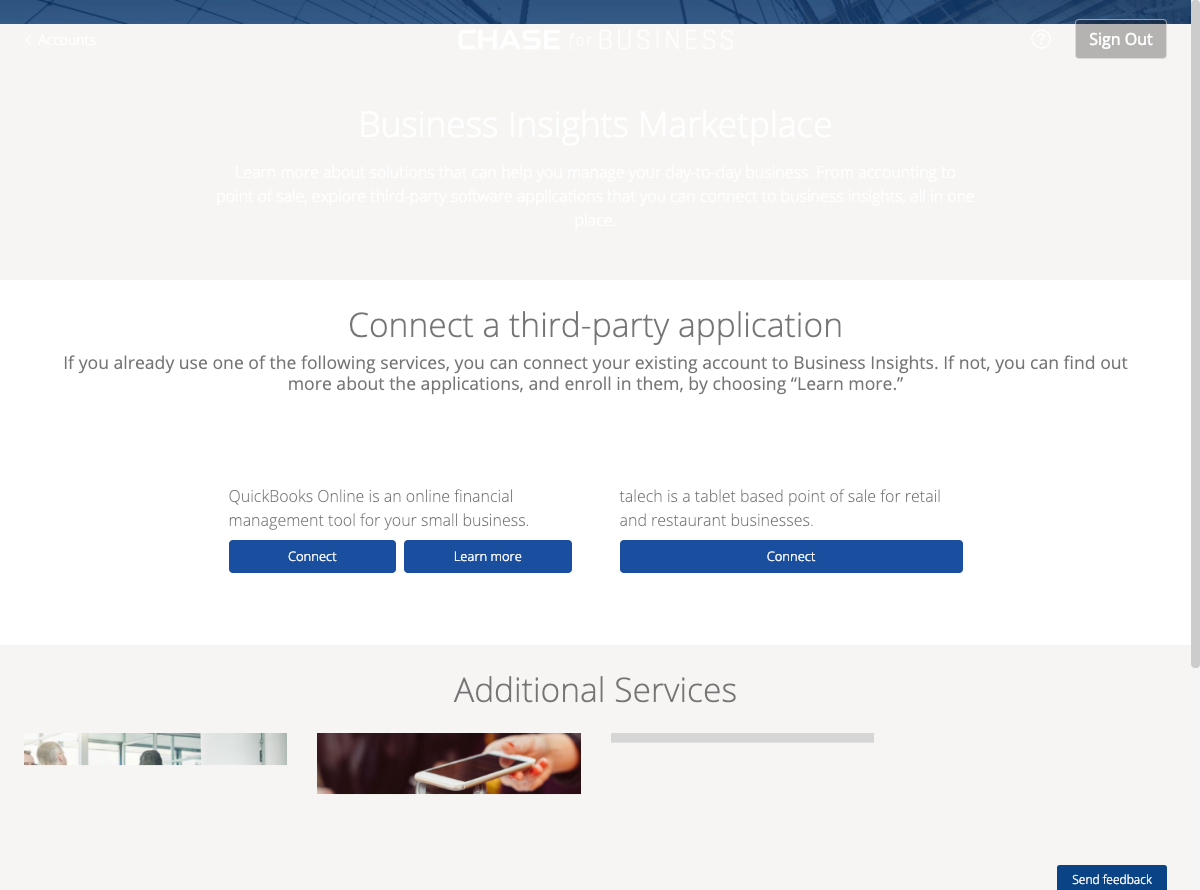 Accounts
CHASE for BUSINESS
Sign Out
Business Insights Marketplace
Learn more about solutions that can help you manage your day-to-day business. From accounting to
point of sale, explore third-party software applications that you can connect to business insights, all in one
place.
Connect a third-party application
If you already use one of the following services, you can connect your existing account to Business Insights. If not, you can find out
more about the applications, and enroll in them, by choosing “Learn more.”
QuickBooks Online is an online financial
management tool for your small business.
Connect
Learn more
talech is a tablet based point of sale for retail
and restaurant businesses.
Connect
Additional Services
Send feedback